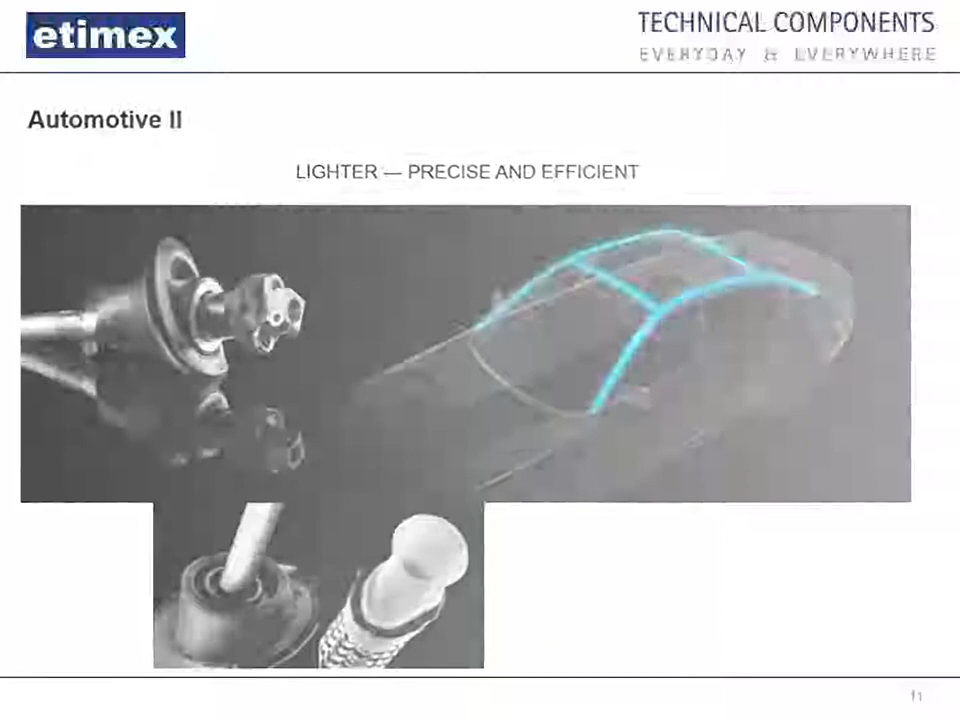 etimex
TECHNICAL COMPONENTS
EVERYDAY & EVERYWHERE
Automotive II
LIGHTER — PRECISE AND EFFICIENT
11